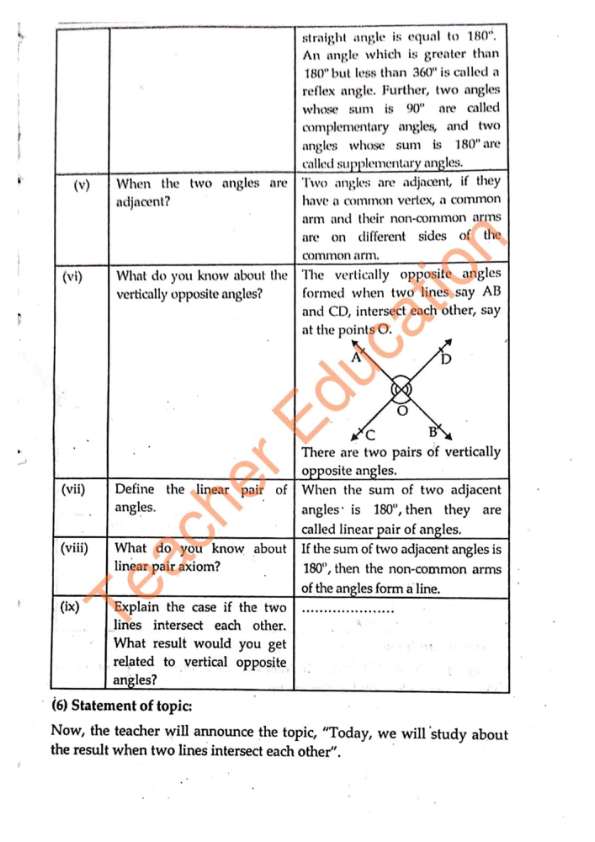 straight angle is equal to 180°.
An angle which is greater than
180° but less than 360° is called a
reflex angle. Further, two angles
whose sum is 90° are called
complementary angles, and two
angles whose sum is 180° are
called supplementary angles.
(v)
When the two angles are
adjacent?
Two angles are adjacent, if they
have a common vertex, a common
arm and their non-common arms
are on different sides of the
common arm.
(vi)
What do you know about the
vertically opposite angles?
The vertically opposite angles
formed when two lines say AB
and CD, intersect each other, say
at the points O.
A
D
O
C
B
There are two pairs of vertically
opposite angles.
(vii)
Define the linear pair of
angles.
When the sum of two adjacent
angles is 180°, then they are
called linear pair of angles.
(viii)
What do you know about
linear pair axiom?
If the sum of two adjacent angles is
180°, then the non-common arms
of the angles form a line.
(ix)
Explain the case if the two
lines intersect each other.
What result would you get
related to vertical opposite
angles?
.....................
(6) Statement of topic:
Now, the teacher will announce the topic, “Today, we will study about
the result when two lines intersect each other”.
Teacher Education